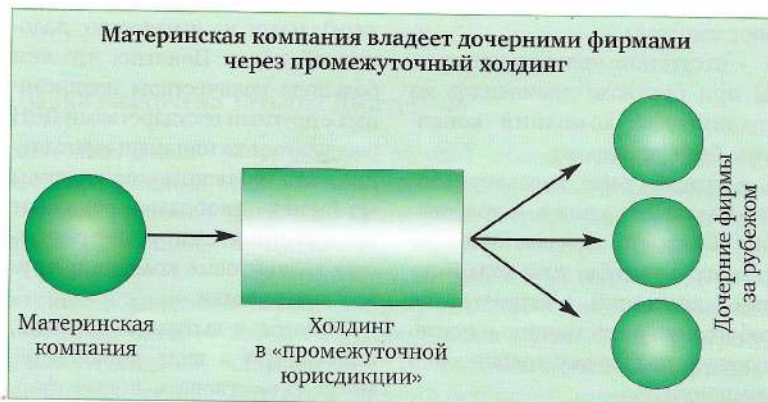 Материнская компания владеет дочерними фирмами
через промежуточный холдинг
Материнская
компания
Холдинг
в «промежуточной
юрисдикции»
Дочерние фирмы
за рубежом